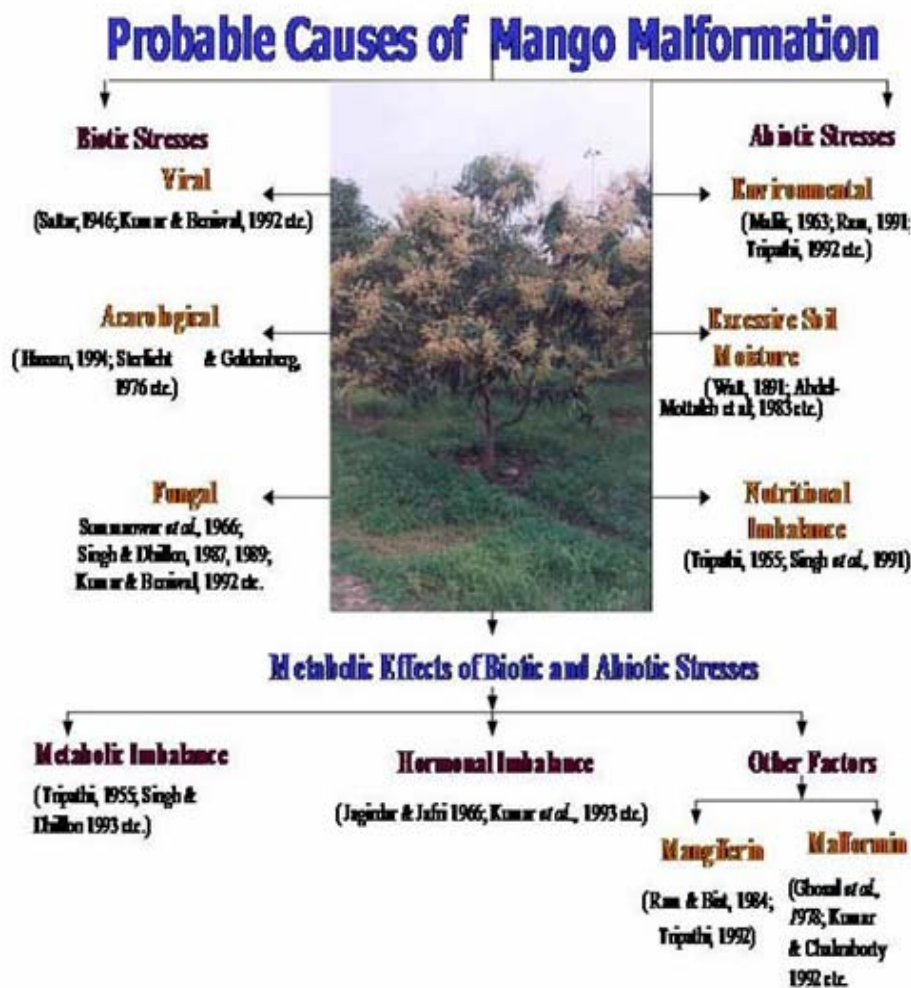 Probable Causes of Mango Malformation
Biotic Stresses
Viral
(Sattar, 1946; Kumar & Beniwal, 1992 etc.)
Acarological
( Hassan, 1994; Sterlicht & Goldenberg,
1976 etc.)
Fungal
et al., 1966;
Singh & Dhillon, 1987, 1989;
Kumar & Beniwal, 1992 etc.
Abiotic Stresses
Environmental
(Mallik, 1963; Ram, 1991;
Tripathi, 1992 etc.)
Excessive Soil
Moisture
(Watt, 1891; Abdel-
Mottaleb et al; 1983 etc.)
Nutritional
Imbalance
(Tripathi, 1955; Singh et al., 1991)
Metabolic Effects of Biotic and Abiotic Stresses
Metabolic Imbalance
(Tripathi, 1955; Singh &
Dhillon 1993 etc.)
Hormonal Imbalance
(Jagirdar & Jafri 1966; Kumar et al.,, 1993 etc.)
Other Factors
Mangiferin
(Ram & Bist, 1984;
Tripathi, 1992)
Malformin
(Ghosal et al.,
1978; Kumar
& Chakraborty
1992 etc.